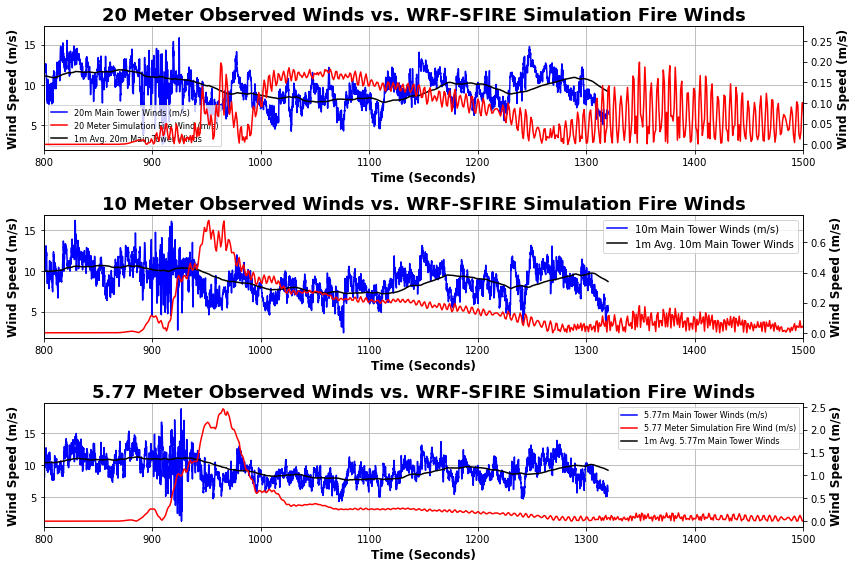 20 Meter Observed Winds vs. WRF-SFIRE Simulation Fire Winds
Wind Speed (m/s)
15
10
5
20m Main Tower Winds (m/s)
20 Meter Simulation Fire Wind (m/s)
1m Avg. 20m Main Tower Winds
0.25
0.20
0.15
0.10
0.05
0.00
Wind Speed (m/s)
800 900 1000 1100 1200 1300 1400 1500
Time (Seconds)
10 Meter Observed Winds vs. WRF-SFIRE Simulation Fire Winds
Wind Speed (m/s)
15
10
5
10m Main Tower Winds (m/s)
1m Avg. 10m Main Tower Winds
0.6
0.4
0.2
0.0
Wind Speed (m/s)
800 900 1000 1100 1200 1300 1400 1500
Time (Seconds)
5.77 Meter Observed Winds vs. WRF-SFIRE Simulation Fire Winds
Wind Speed (m/s)
15
10
5
5.77m Main Tower Winds (m/s)
5.77 Meter Simulation Fire Wind (m/s)
1m Avg. 5.77m Main Tower Winds
2.5
2.0
1.5
1.0
0.5
0.0
Wind Speed (m/s)
800 900 1000 1100 1200 1300 1400 1500
Time (Seconds)